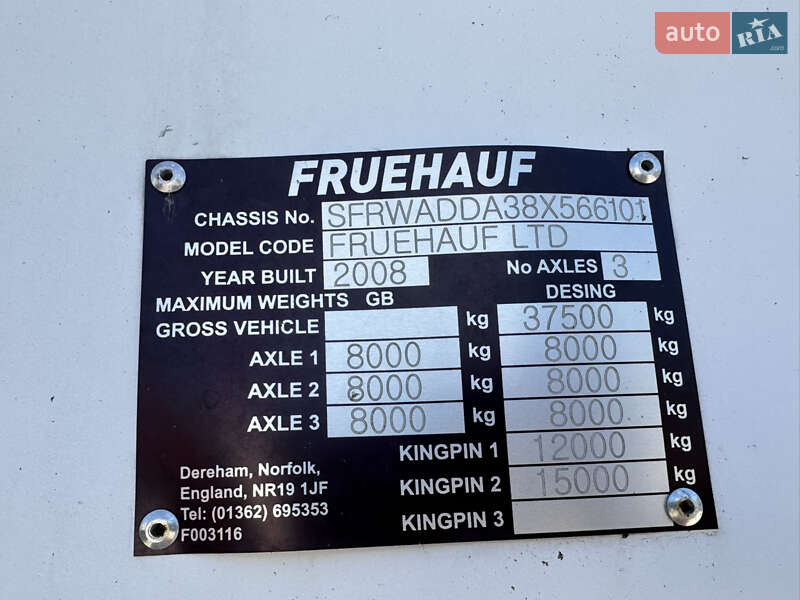 auto RIA .com
FRUEHAUF
CHASSIS No. SFRWADDA38X566101
MODEL CODE FRUEHAUF LTD
YEAR BUILT 2008 No AXLES 3
MAXIMUM WEIGHTS GB DESING
GROSS VEHICLE kg 37500 kg
AXLE 1 8000 kg 8000 kg
AXLE 2 8000 kg 8000 kg
AXLE 3 8000 kg 8000 kg
KINGPIN 1 12000 kg
KINGPIN 2 15000 kg
KINGPIN 3
Dereham, Norfolk,
England, NR19 1JF
Tel: (01362) 695353
F003116